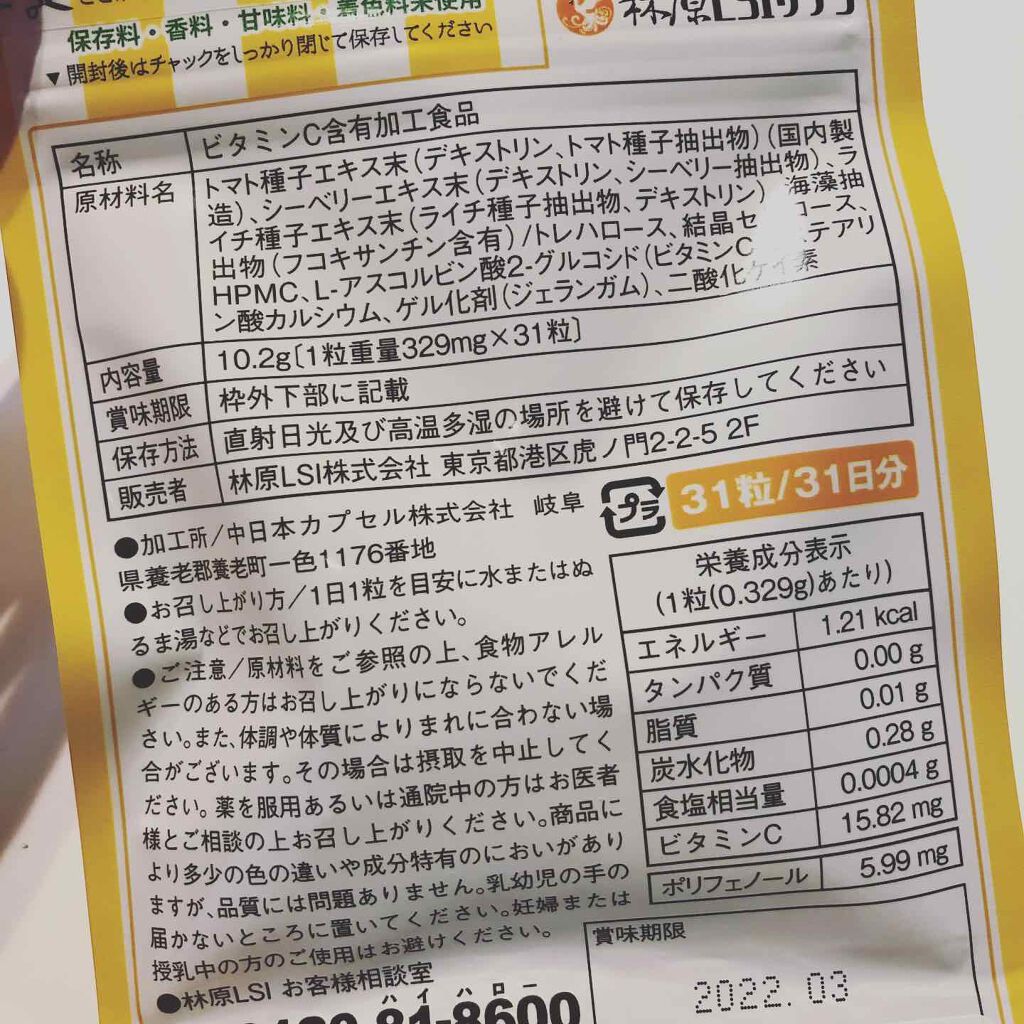 保存料・香料・甘味料・着色料未使用
▼開封後はチャックをしっかり閉じて保存してください
名称
ビタミンC含有加工食品
原材料名
トマト種子エキス末(デキストリン、トマト種子抽出物)(国内製
造)、シーベリーエキス末(デキストリン、シーベリー抽出物)、ラ
イチ種子エキス末(ライチ種子抽出物、デキストリン)、海藻抽
出物(フコキサンチン含有)/トレハロース、結晶セ ロース、
HPMC、L-アスコルビン酸2-グルコシド(ビタミンC テアリ
ン酸カルシウム、ゲル化剤(ジェランガム)、二酸化ケイ素
内容量
10.2g〔1粒重量329mg×31粒〕
賞味期限
枠外下部に記載
保存方法
直射日光及び高温多湿の場所を避けて保存してください
販売者
林原LSI株式会社 東京都港区虎ノ門2-2-5 2F
●加工所/中日本カプセル株式会社 岐阜
県養老郡養老町一色1176番地
●お召し上がり方/1日1粒を目安に水またはぬ
るま湯などでお召し上がりください。
●ご注意/原材料をご参照の上、食物アレル
ギーのある方はお召し上がりにならないでくだ
さい。また、体調や体質によりまれに合わない場
合がございます。その場合は摂取を中止してく
ださい。薬を服用あるいは通院中の方はお医者
様とご相談の上お召し上がりください。商品に
より多少の色の違いや成分特有のにおいがあり
ますが、品質には問題ありません。乳幼児の手の
届かないところに置いてください。妊婦または
授乳中の方のご使用はお避けください。
●林原LSI お客様相談室
ハイハロー
81-8600
プラ
31粒/31日分
栄養成分表示
(1粒(0.329g)あたり)
エネルギー 1.21 kcal
タンパク質 0.00 g
脂質 0.01 g
炭水化物 0.28 g
食塩相当量 0.0004 g
ビタミンC 15.82 mg
ポリフェノール 5.99 mg
賞味期限
2022.03